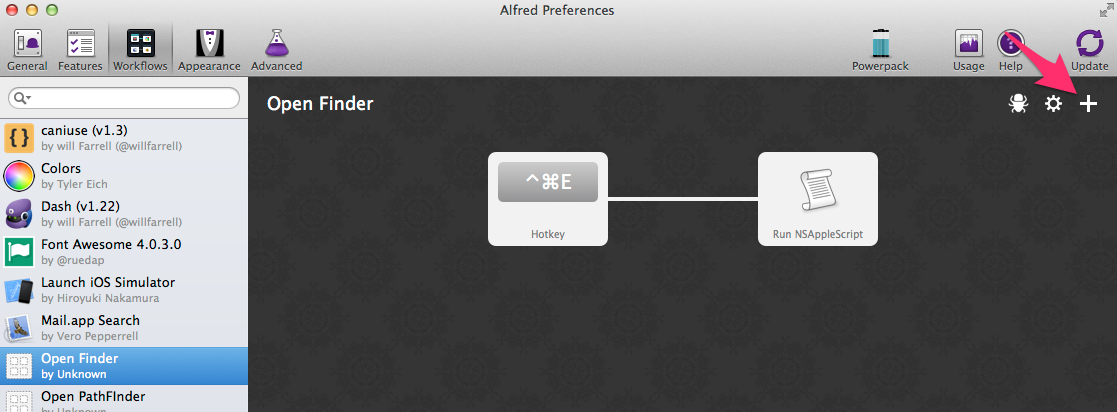 Alfred Preferences
General
Features
Workflows
Appearance
Advanced
Powerpack
Usage
Help
Update
Open Finder
caniuse (v1.3)
by will Farrell (@willfarrell)
Colors
by Tyler Eich
Dash (v1.22)
by will Farrell (@willfarrell)
Font Awesome 4.0.3.0
by @ruedap
Launch iOS Simulator
by Hiroyuki Nakamura
Mail.app Search
by Vero Pepperrell
Open Finder
by Unknown
Open PathFInder
by Unknown
^⌘E
Hotkey
Run NSAppleScript